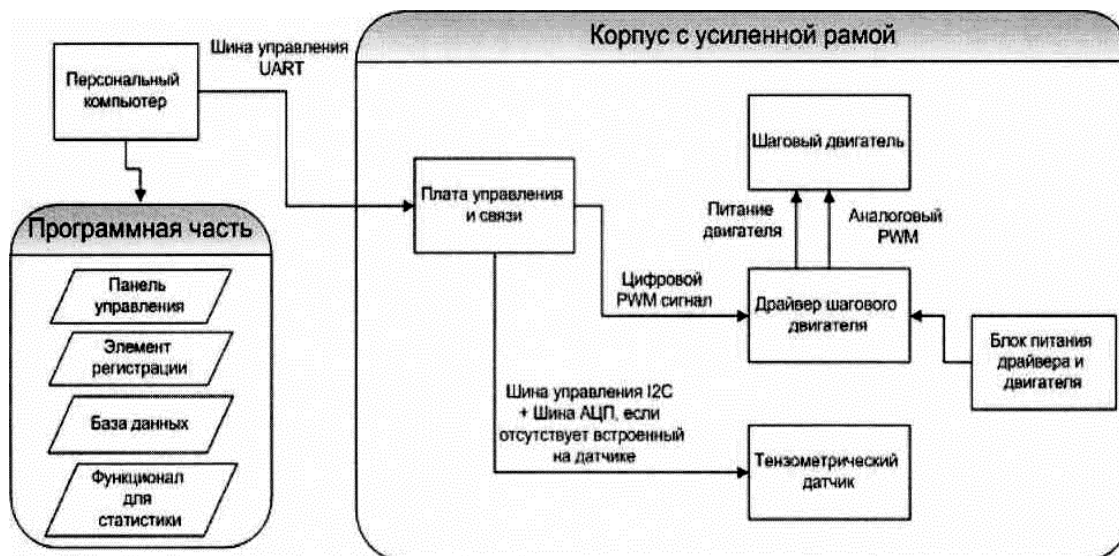 Персональный
компьютер
Шина управления
UART
Корпус с усиленной рамой
Шаговый двигатель
Плата управления
и связи
Питание
двигателя
Аналоговый
PWM
Программная часть
Панель
управления
Элемент
регистрации
База данных
Функционал
для
статистики
Цифровой
PWM сигнал
Драйвер шагового
двигателя
Блок питания
драйвера и
двигателя
Шина управления I2C
+ Шина АЦП, если
отсутствует встроенный
на датчике
Тензометрический
датчик